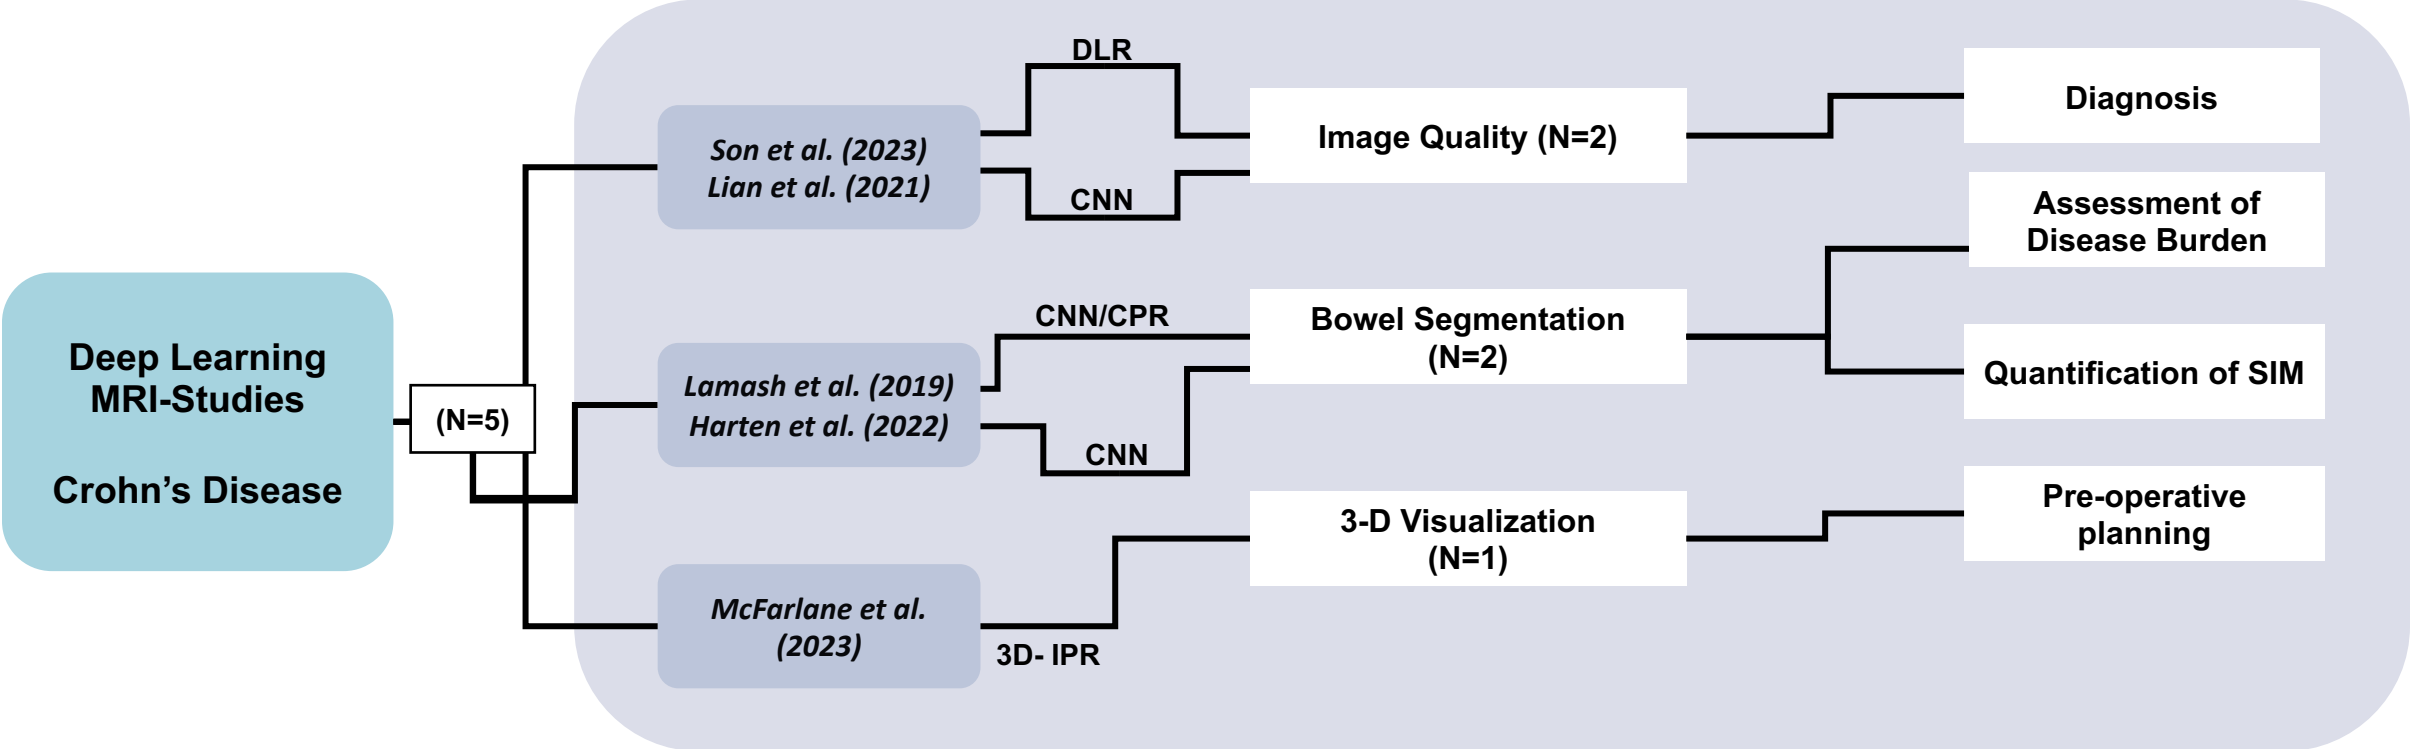 Deep Learning
MRI-Studies
Crohn’s Disease
(N=5)
Son et al. (2023)
Lian et al. (2021)
DLR
CNN
Image Quality (N=2)
Diagnosis
Lamash et al. (2019)
Harten et al. (2022)
CNN/CPR
CNN
Bowel Segmentation
(N=2)
Assessment of
Disease Burden
Quantification of SIM
McFarlane et al.
(2023)
3D- IPR
3-D Visualization
(N=1)
Pre-operative
planning